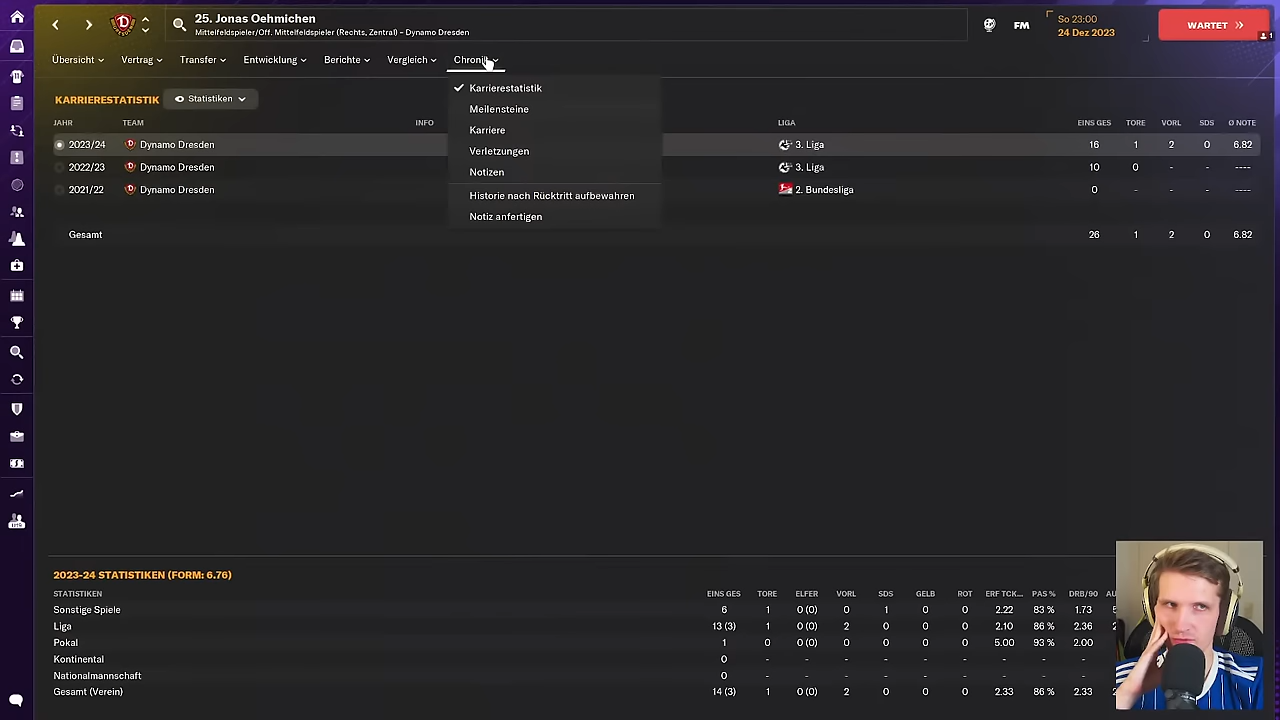 25. Jonas Oehmichen
Mittelfeldspieler/Off. Mittelfeldspieler (Rechts, Zentral) - Dynamo Dresden
FM
So 23:00
24 Dez 2023
WARTET
1
Übersicht
Vertrag
Transfer
Entwicklung
Berichte
Vergleich
Chronik
KARRIERESTATISTIK
Statistiken
Karrierestatistik
Meilensteine
Karriere
Verletzungen
Notizen
Historie nach Rücktritt aufbewahren
Notiz anfertigen
JAHR TEAM INFO LIGA EINS GES TORE VORL SDS Ø NOTE
2023/24 Dynamo Dresden 3. Liga 16 1 2 0 6.82
2022/23 Dynamo Dresden 3. Liga 10 0 - - ----
2021/22 Dynamo Dresden 2. Bundesliga 0 - - - ----
Gesamt 26 1 2 0 6.82
2023-24 STATISTIKEN (FORM: 6.76)
STATISTIKEN EINS GES TORE ELFER VORL SDS GELB ROT ERF TCK... PAS % DRB/90
Sonstige Spiele 6 1 0 (0) 0 1 0 0 2.22 83 % 1.73
Liga 13 (3) 1 0 (0) 2 0 0 0 2.10 86 % 2.36
Pokal 1 0 0 (0) 0 0 0 0 5.00 93 % 2.00
Kontinental 0 - - - - - - - - -
Nationalmannschaft 0 - - - - - - - - -
Gesamt (Verein) 14 (3) 1 0 (0) 2 0 0 0 2.33 86 % 2.33